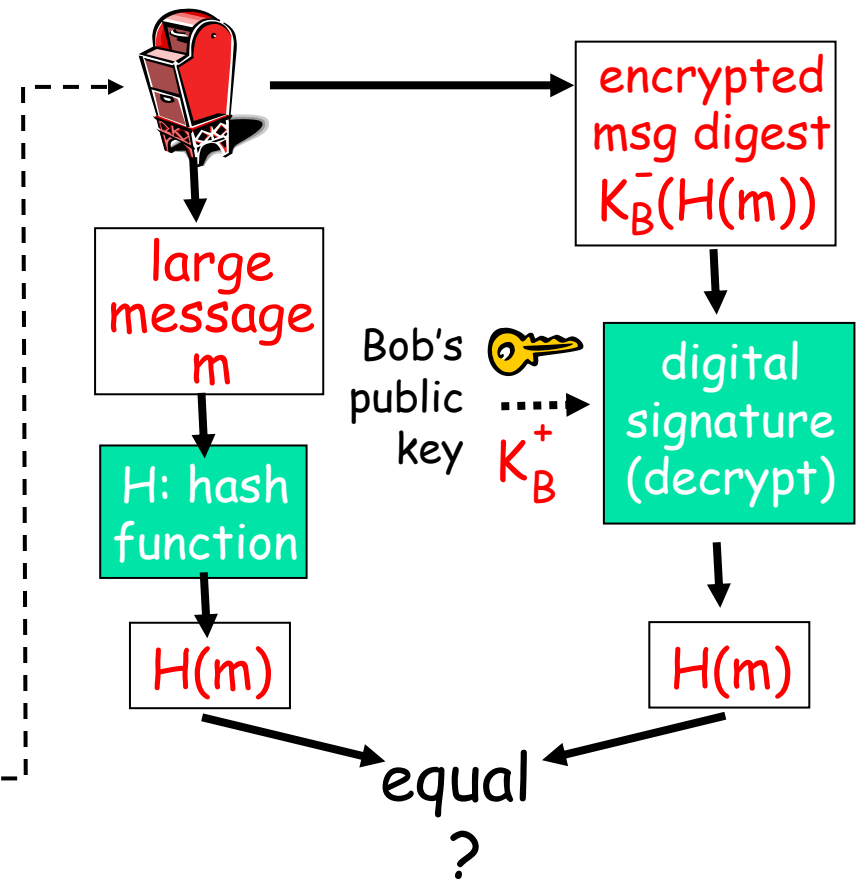 encrypted
msg digest
K_B^-(H(m))
large
message
m
Bob's
public
key
K_B^+
digital
signature
(decrypt)
H: hash
function
H(m)
H(m)
equal
?